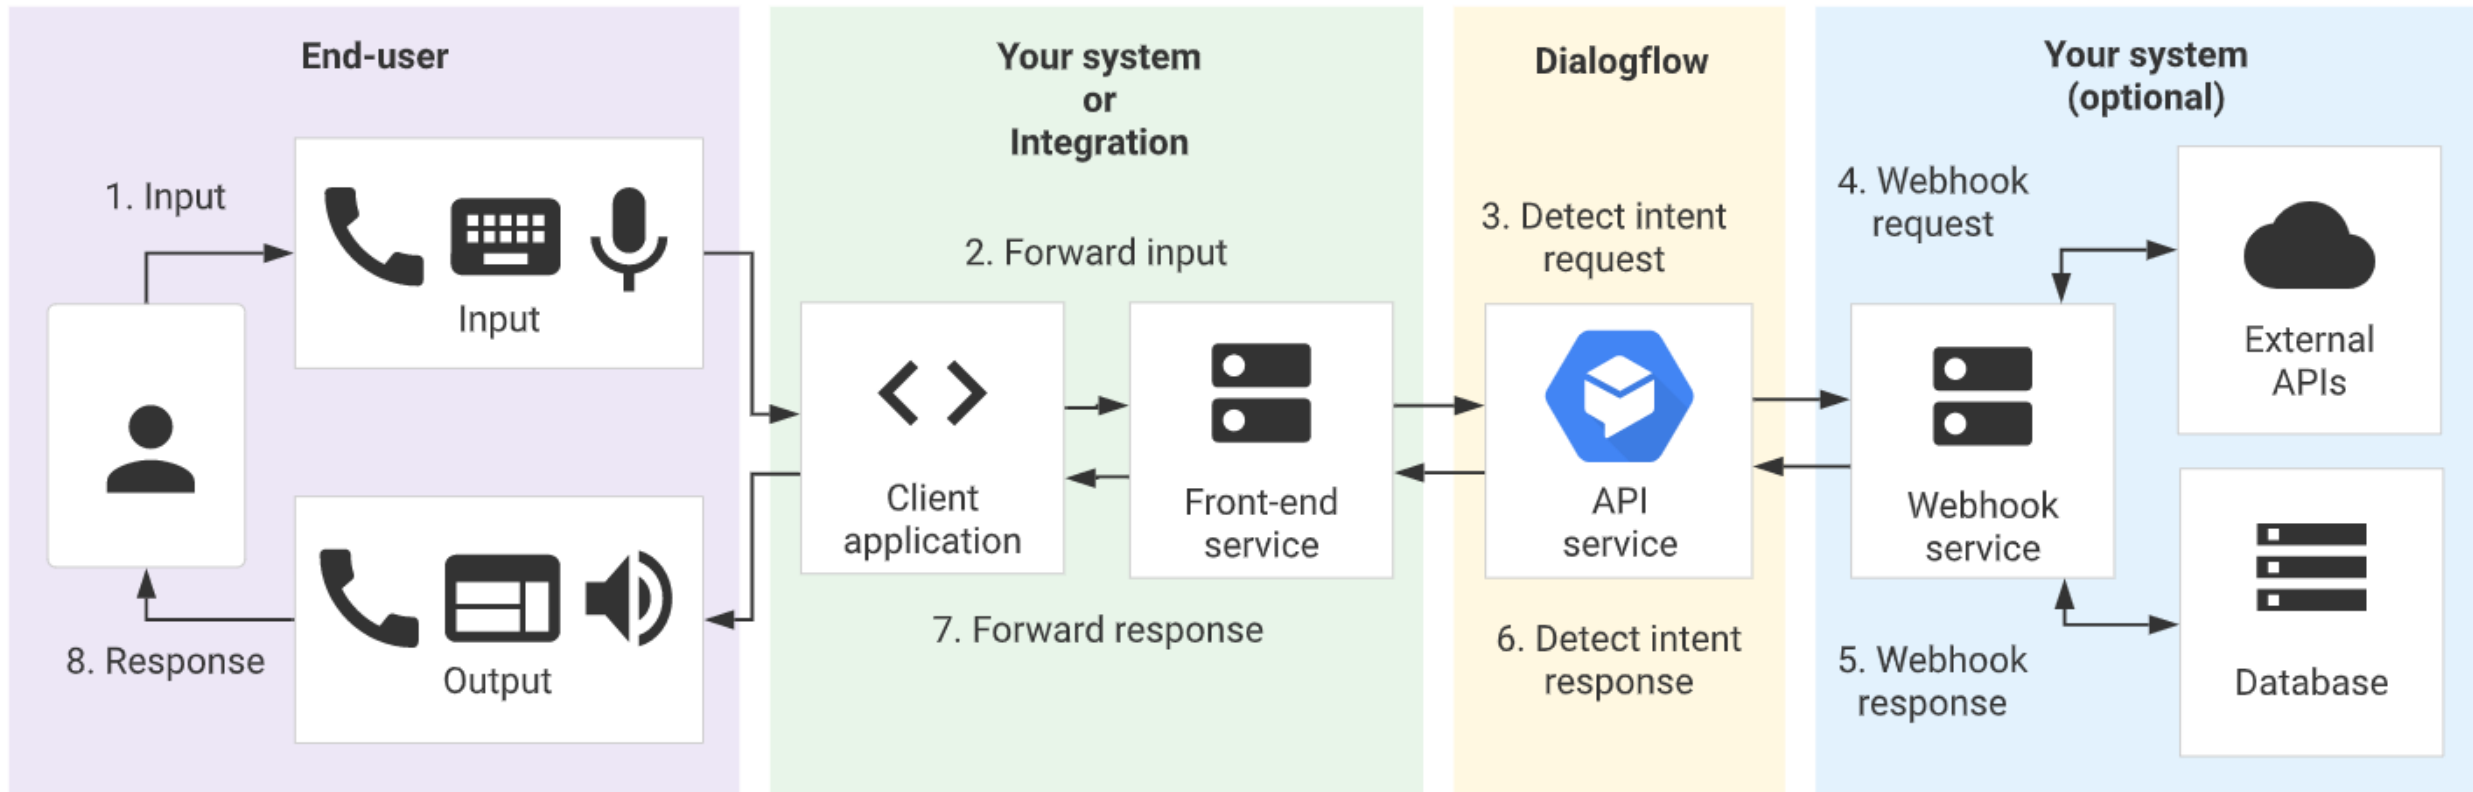 End-user
1. Input
Input
8. Response
Output
Your system
or
Integration
2. Forward input
Client
application
Front-end
service
7. Forward response
Dialogflow
3. Detect intent
request
API
service
6. Detect intent
response
Your system
(optional)
4. Webhook
request
External
APIs
Webhook
service
5. Webhook
response
Database